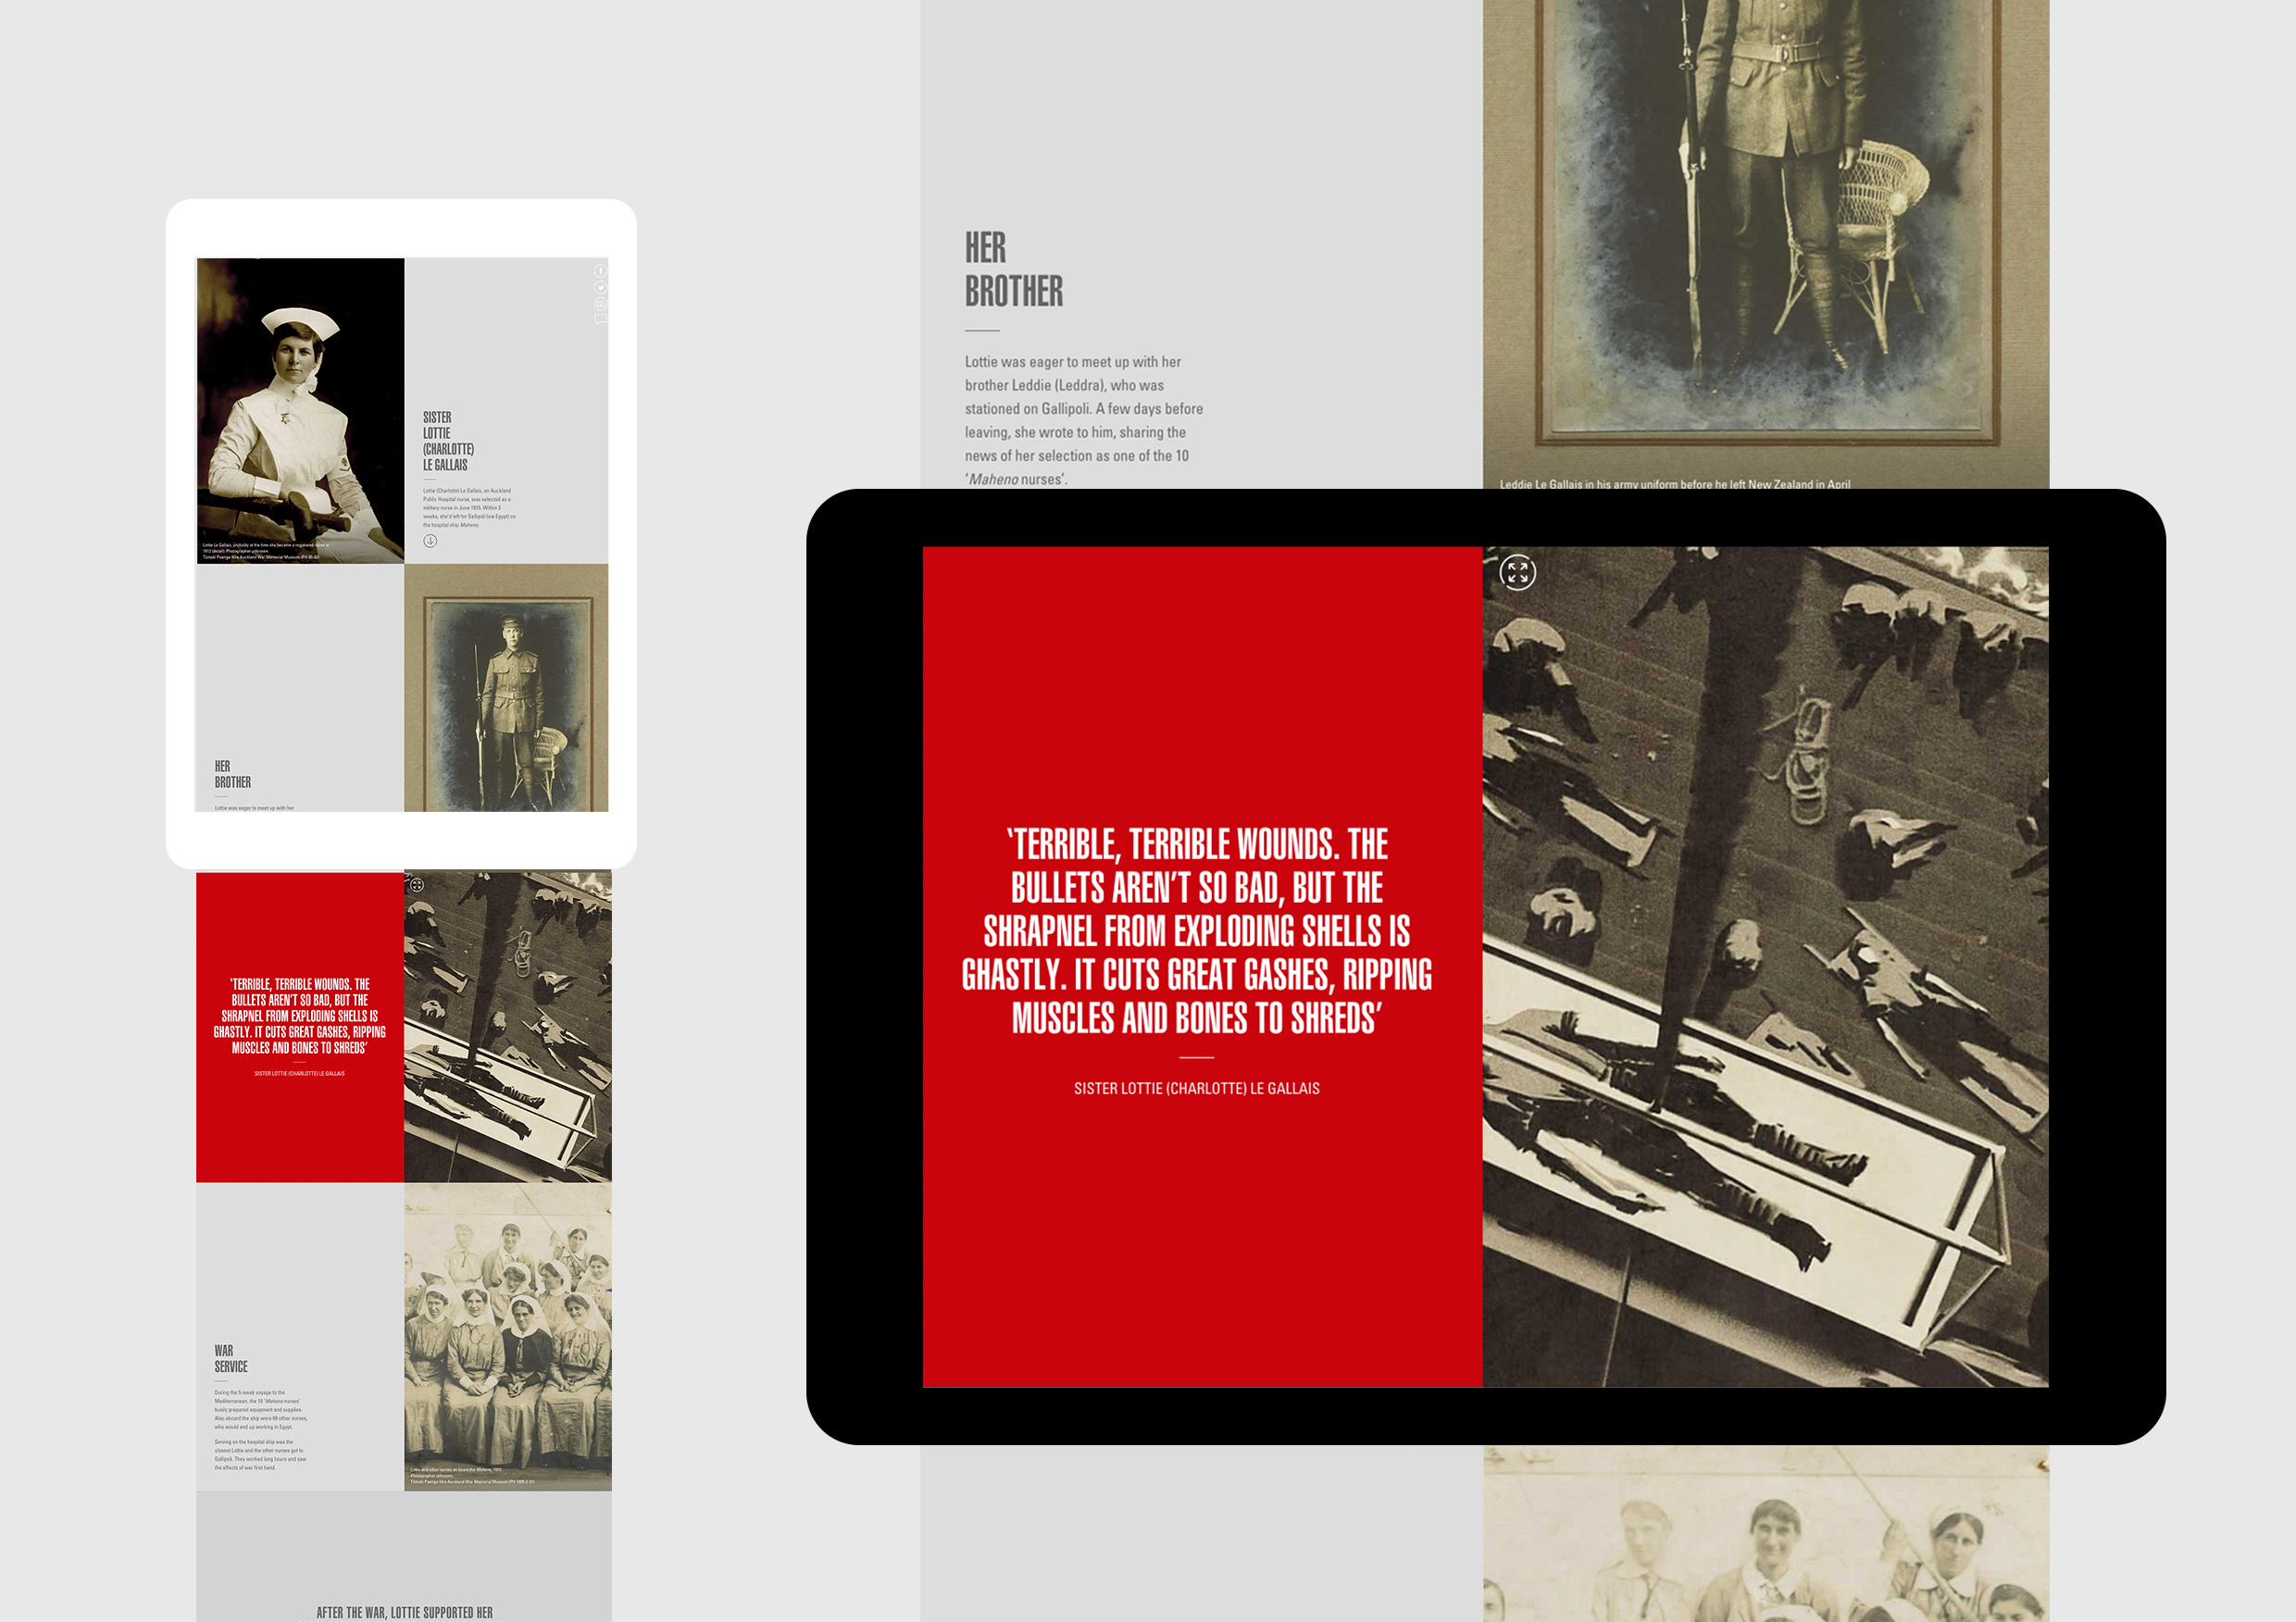 SISTER
LOTTIE
(CHARLOTTE)
LE GALLAIS
Lottie (Charlotte) Le Gallais, an Auckland
Public Hospital nurse, was selected as a
military nurse in June 1915. Within 2
weeks, she'd left for Gallipoli (via Egypt) on
the hospital ship Maheno.
Lottie Le Gallais, probably at the time she became a registered nurse in
1913 (detail). Photographer unknown.
Tāmaki Paenga Hira Auckland War Memorial Museum
HER
BROTHER
Lottie was eager to meet up with her
‘TERRIBLE, TERRIBLE WOUNDS. THE
BULLETS AREN’T SO BAD, BUT THE
SHRAPNEL FROM EXPLODING SHELLS IS
GHASTLY. IT CUTS GREAT GASHES, RIPPING
MUSCLES AND BONES TO SHREDS’
SISTER LOTTIE (CHARLOTTE) LE GALLAIS
WAR
SERVICE
During the 5-week voyage to the
Mediterranean, the 10 ‘Maheno nurses’
busily prepared equipment and supplies.
Also aboard the ship were 69 other nurses,
who would end up working in Egypt.
Serving on the hospital ship was the
closest Lottie and the other nurses got to
Gallipoli. They worked long hours and saw
the effects of war first hand.
Lottie and other nurses on board the Maheno, 1915.
Photographer unknown.
Tāmaki Paenga Hira Auckland War Memorial Museum
AFTER THE WAR, LOTTIE SUPPORTED HER
HER
BROTHER
Lottie was eager to meet up with her
brother Leddie (Leddra), who was
stationed on Gallipoli. A few days before
leaving, she wrote to him, sharing the
news of her selection as one of the 10
‘Maheno nurses’.
Leddie Le Gallais in his army uniform before he left New Zealand in April
‘TERRIBLE, TERRIBLE WOUNDS. THE
BULLETS AREN’T SO BAD, BUT THE
SHRAPNEL FROM EXPLODING SHELLS IS
GHASTLY. IT CUTS GREAT GASHES, RIPPING
MUSCLES AND BONES TO SHREDS’
SISTER LOTTIE (CHARLOTTE) LE GALLAIS